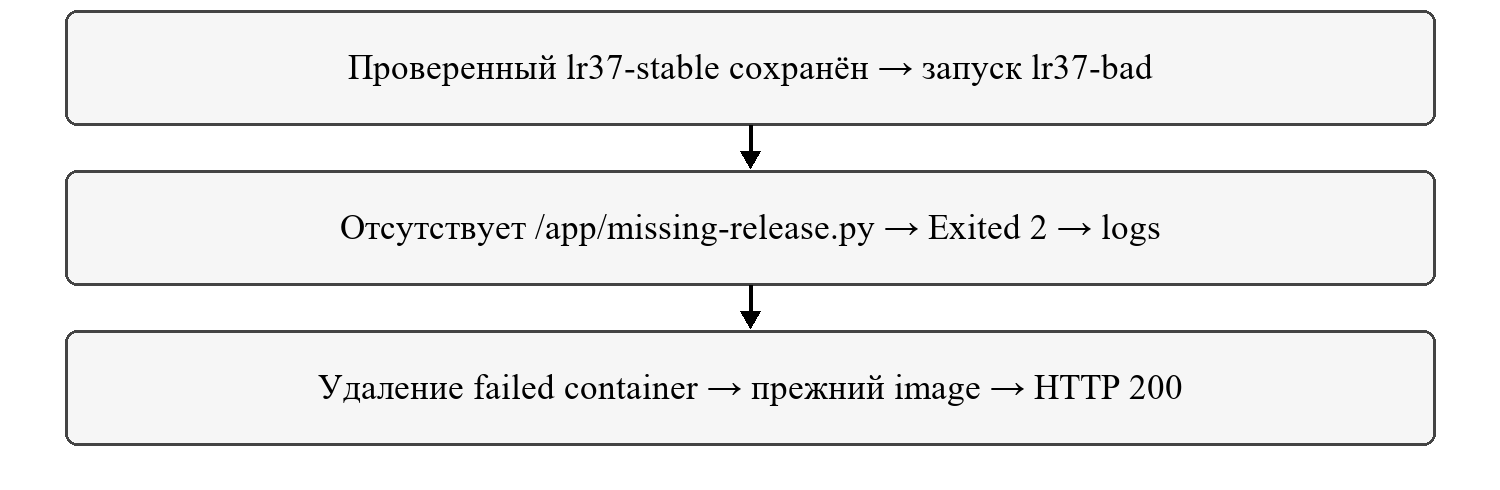 Проверенный lr37-stable сохранён → запуск lr37-bad
Отсутствует /app/missing-release.py → Exited 2 → logs
Удаление failed container → прежний image → HTTP 200